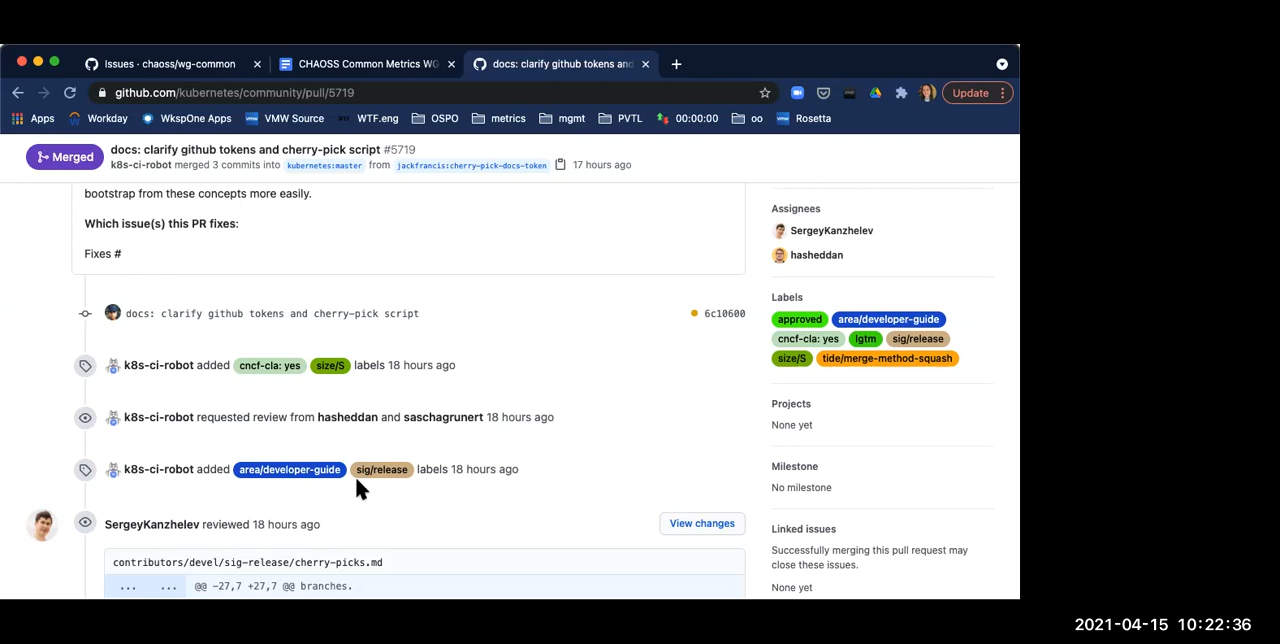 Issues · chaoss/wg-common
CHAOSS Common Metrics WG
docs: clarify github tokens and
github.com/kubernetes/community/pull/5719
Update
Apps
Workday
WkspOne Apps
VMW Source
WTF.eng
OSPO
metrics
mgmt
PVTL
00:00:00
oo
Rosetta
Merged
docs: clarify github tokens and cherry-pick script #5719
k8s-ci-robot merged 3 commits into kubernetes:master from jackfrancis:cherry-pick-docs-token 17 hours ago
bootstrap from these concepts more easily.
Which issue(s) this PR fixes:
Fixes #
docs: clarify github tokens and cherry-pick script 6c10600
k8s-ci-robot added cncf-cla: yes size/S labels 18 hours ago
k8s-ci-robot requested review from hasheddan and saschagrunert 18 hours ago
k8s-ci-robot added area/developer-guide sig/release labels 18 hours ago
SergeyKanzhelev reviewed 18 hours ago
View changes
contributors/devel/sig-release/cherry-picks.md
... ... @@ -27,7 +27,7 @@ branches.
Assignees
SergeyKanzhelev
hasheddan
Labels
approved area/developer-guide
cncf-cla: yes lgtm sig/release
size/S tide/merge-method-squash
Projects
None yet
Milestone
No milestone
Linked issues
Successfully merging this pull request may
close these issues.
None yet
2021-04-15 10:22:36